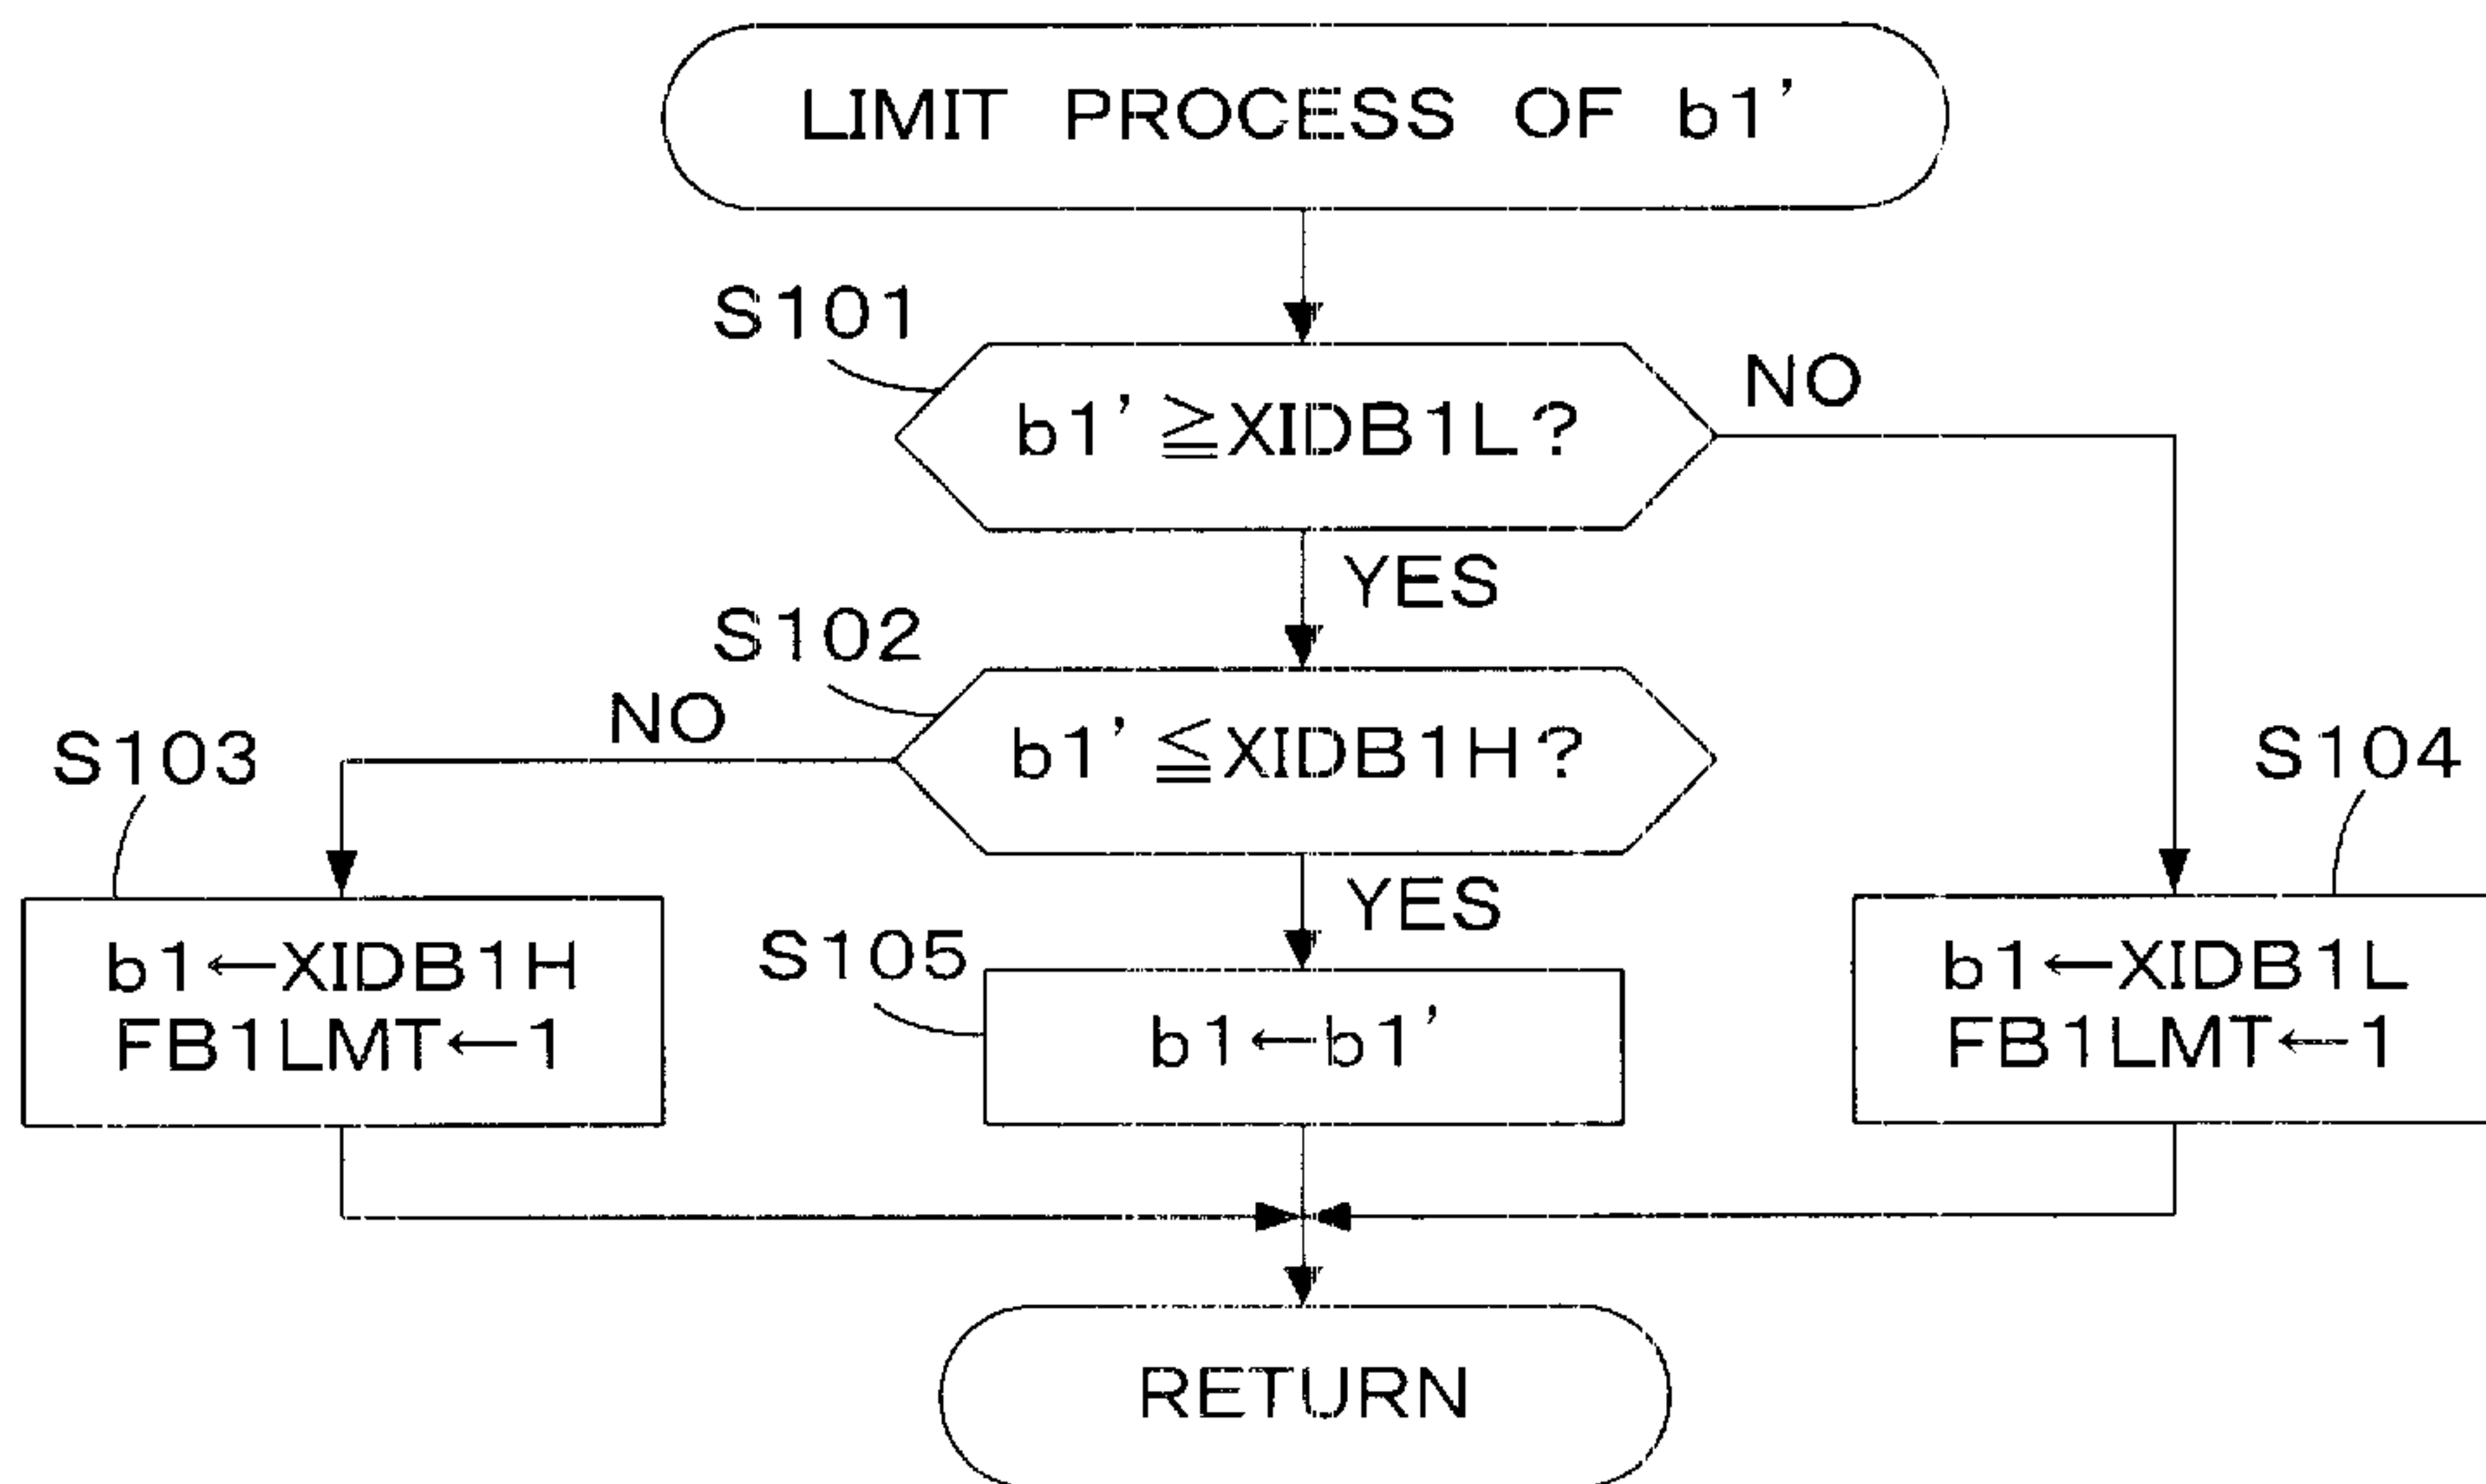 LIMIT PROCESS OF b1'
S101
b1' ≧XIDB1L?
NO
YES
S102
b1' ≦XIDB1H?
NO
S103
S104
YES
b1←XIDB1H
FB1LMT←1
S105
b1←b1'
b1←XIDB1L
FB1LMT←1
RETURN